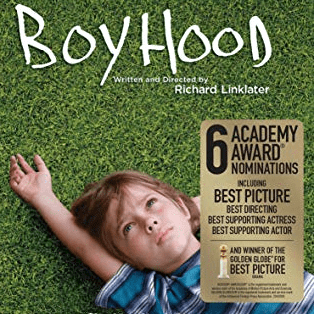 BOYHOOD
Written and Directed by
Richard Linklater
6 ACADEMY
AWARD®
NOMINATIONS
INCLUDING
BEST PICTURE
BEST DIRECTING
BEST SUPPORTING ACTRESS
BEST SUPPORTING ACTOR
AND WINNER OF THE
GOLDEN GLOBE® FOR
BEST PICTURE
DRAMA